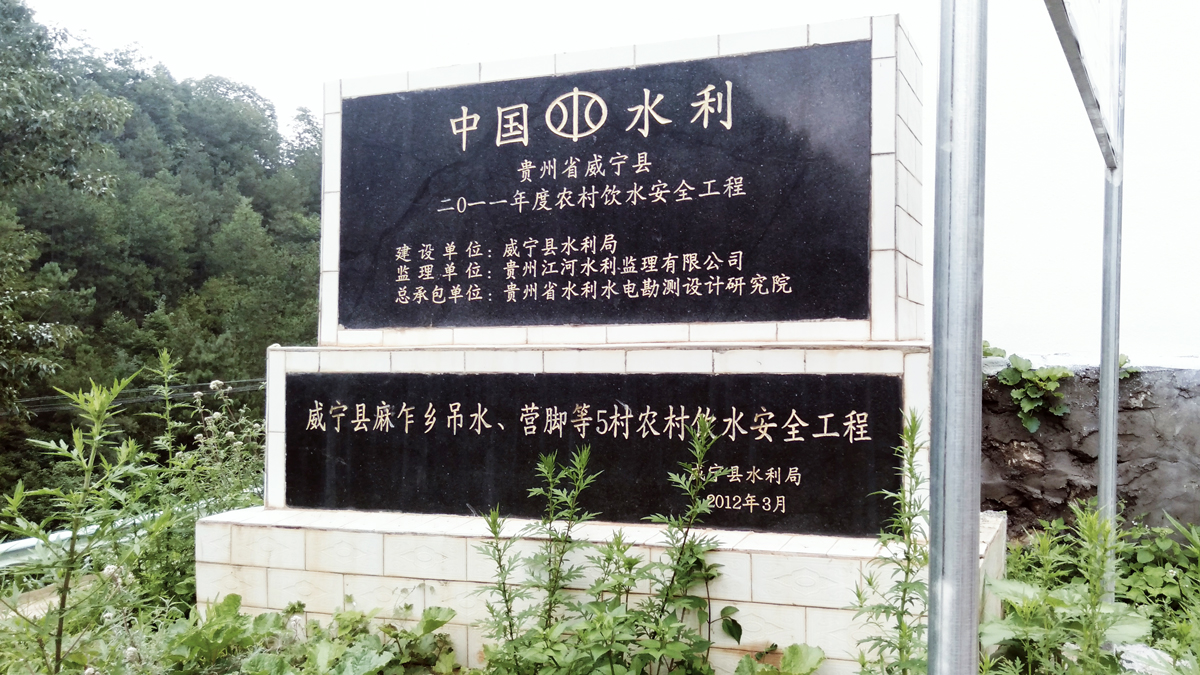 中国水利
贵州省威宁县
二0一一年度农村饮水安全工程
建设单位：威宁县水利局
监理单位：贵州江河水利监理有限公司
总承包单位：贵州省水利水电勘测设计研究院
威宁县麻乍乡吊水、营脚等5村农村饮水安全工程
威宁县水利局
2012年3月